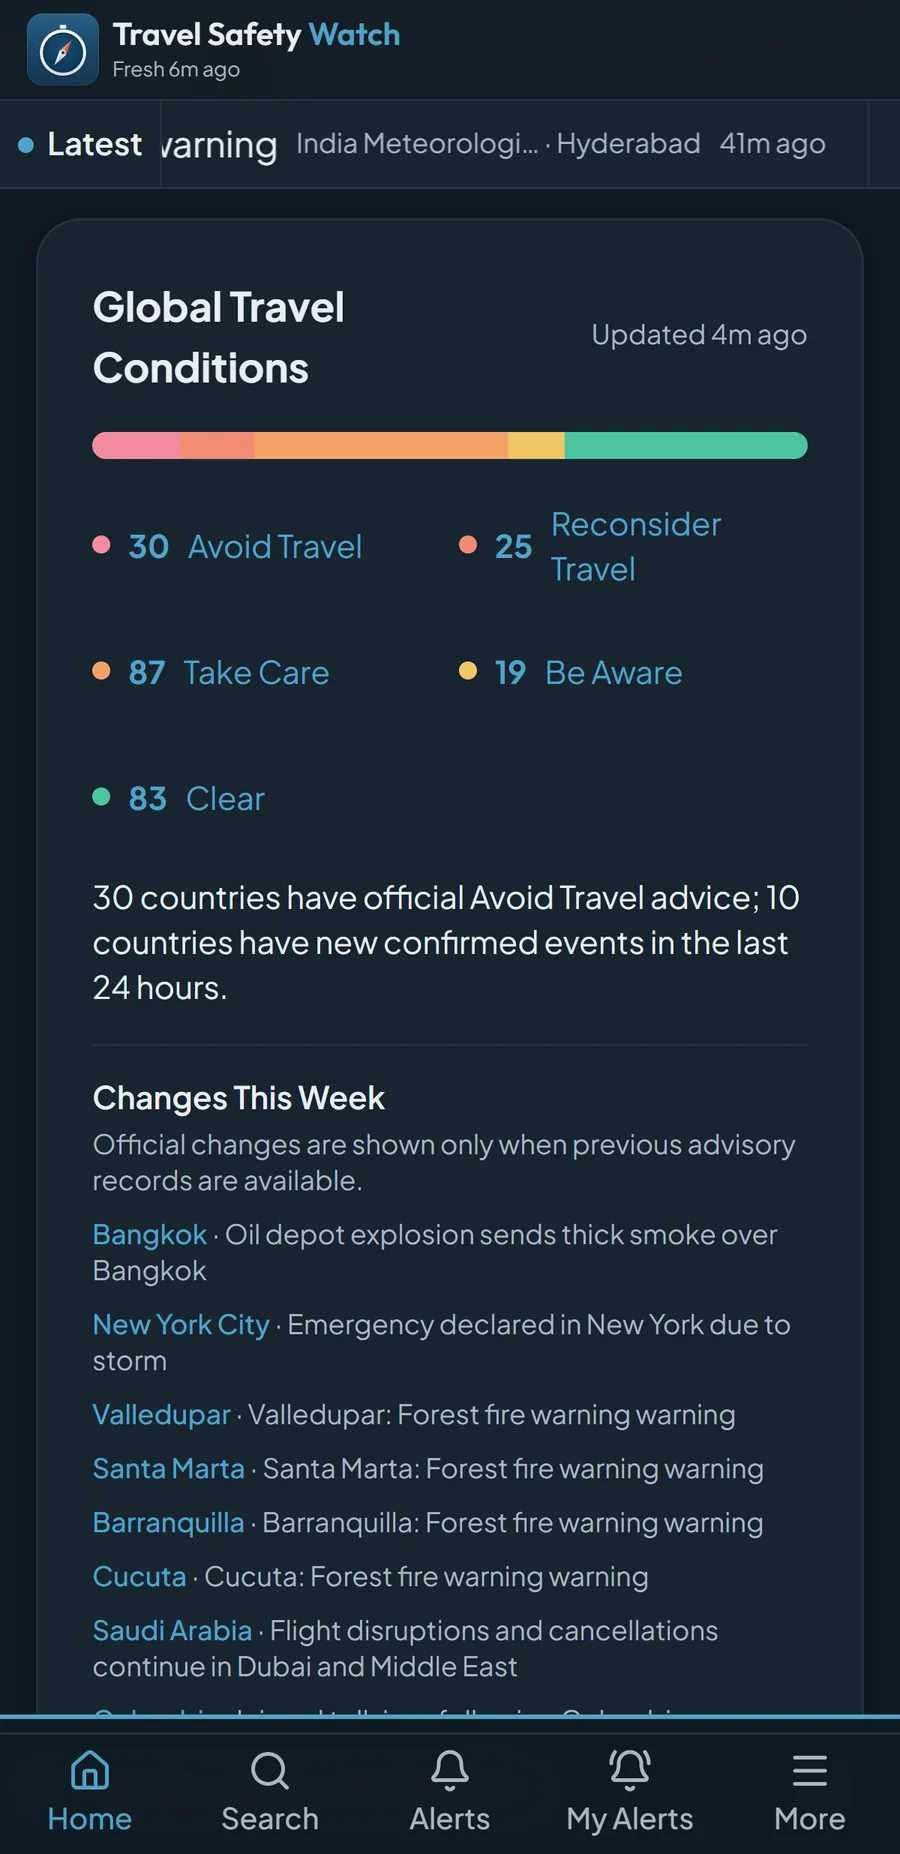 Travel Safety Watch
Fresh 6m ago
Latest
India Meteorologi... · Hyderabad 41m ago
Global Travel
Conditions
Updated 4m ago
30 Avoid Travel
25 Reconsider
Travel
87 Take Care
19 Be Aware
83 Clear
30 countries have official Avoid Travel advice; 10
countries have new confirmed events in the last
24 hours.
Changes This Week
Official changes are shown only when previous advisory
records are available.
Bangkok · Oil depot explosion sends thick smoke over
Bangkok
New York City · Emergency declared in New York due to
storm
Valledupar · Valledupar: Forest fire warning warning
Santa Marta · Santa Marta: Forest fire warning warning
Barranquilla · Barranquilla: Forest fire warning warning
Cucuta · Cucuta: Forest fire warning warning
Saudi Arabia · Flight disruptions and cancellations
continue in Dubai and Middle East
Home
Search
Alerts
My Alerts
More